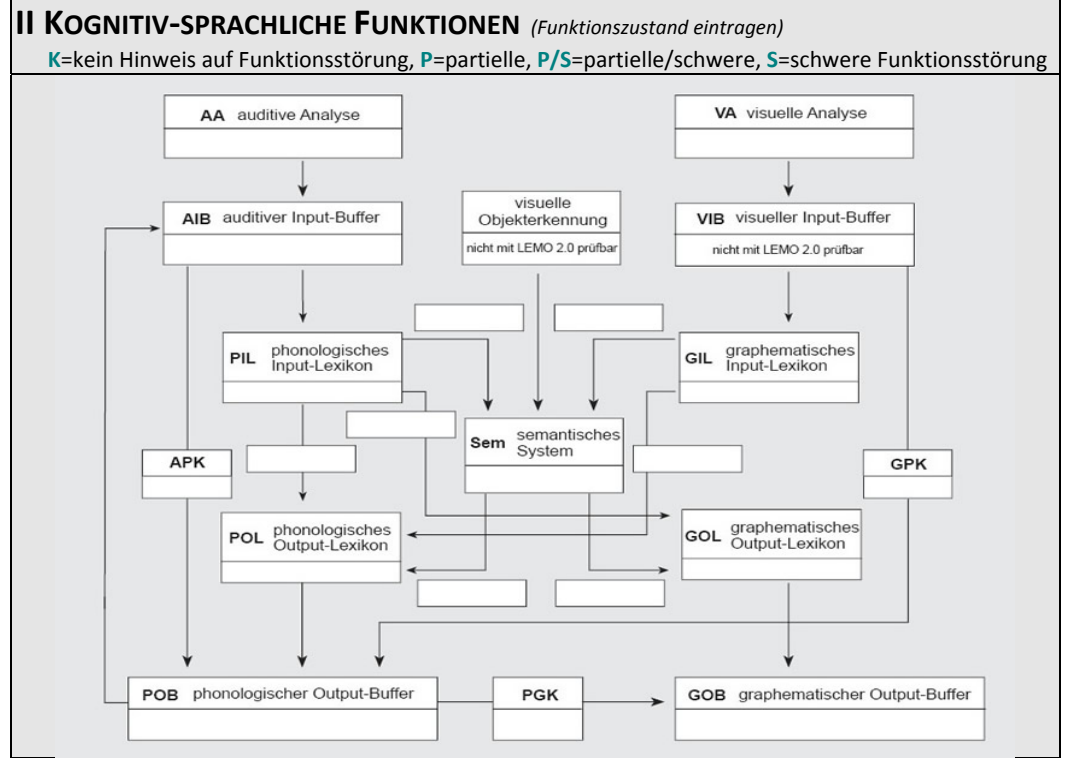 II KOGNITIV-SPRACHLICHE FUNKTIONEN (Funktionszustand eintragen)
K=kein Hinweis auf Funktionsstörung, P=partielle, P/S=partielle/schwere, S=schwere Funktionsstörung
AA auditive Analyse
VA visuelle Analyse
AIB auditiver Input-Buffer
visuelle
Objekterkennung
nicht mit LEMO 2.0 prüfbar
VIB visueller Input-Buffer
nicht mit LEMO 2.0 prüfbar
PIL phonologisches
Input-Lexikon
GIL graphematisches
Input-Lexikon
Sem semantisches
System
APK
GPK
POL phonologisches
Output-Lexikon
GOL graphematisches
Output-Lexikon
POB phonologischer Output-Buffer
PGK
GOB graphematischer Output-Buffer